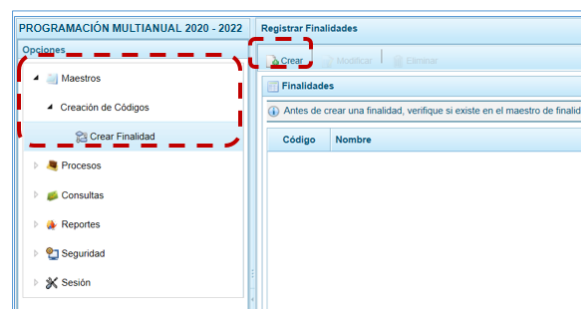 PROGRAMACIÓN MULTIANUAL 2020 - 2022
Opciones
Maestros
Creación de Códigos
Crear Finalidad
Procesos
Consultas
Reportes
Seguridad
Sesión
Registrar Finalidades
Crear Modificar Eliminar
Finalidades
Antes de crear una finalidad, verifique si existe en el maestro de finalid
Código Nombre